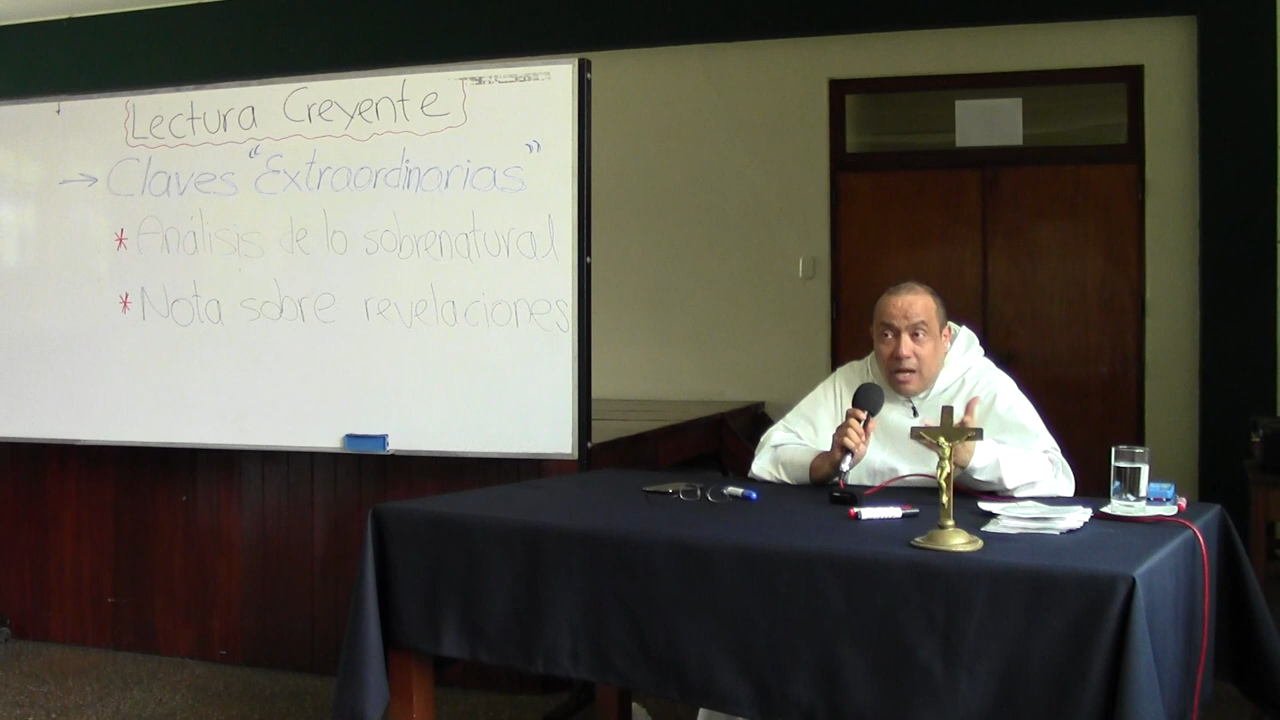 Lectura Creyente
→ Claves "Extraordinarias"
* Análisis de lo sobrenatural
* Nota sobre revelaciones